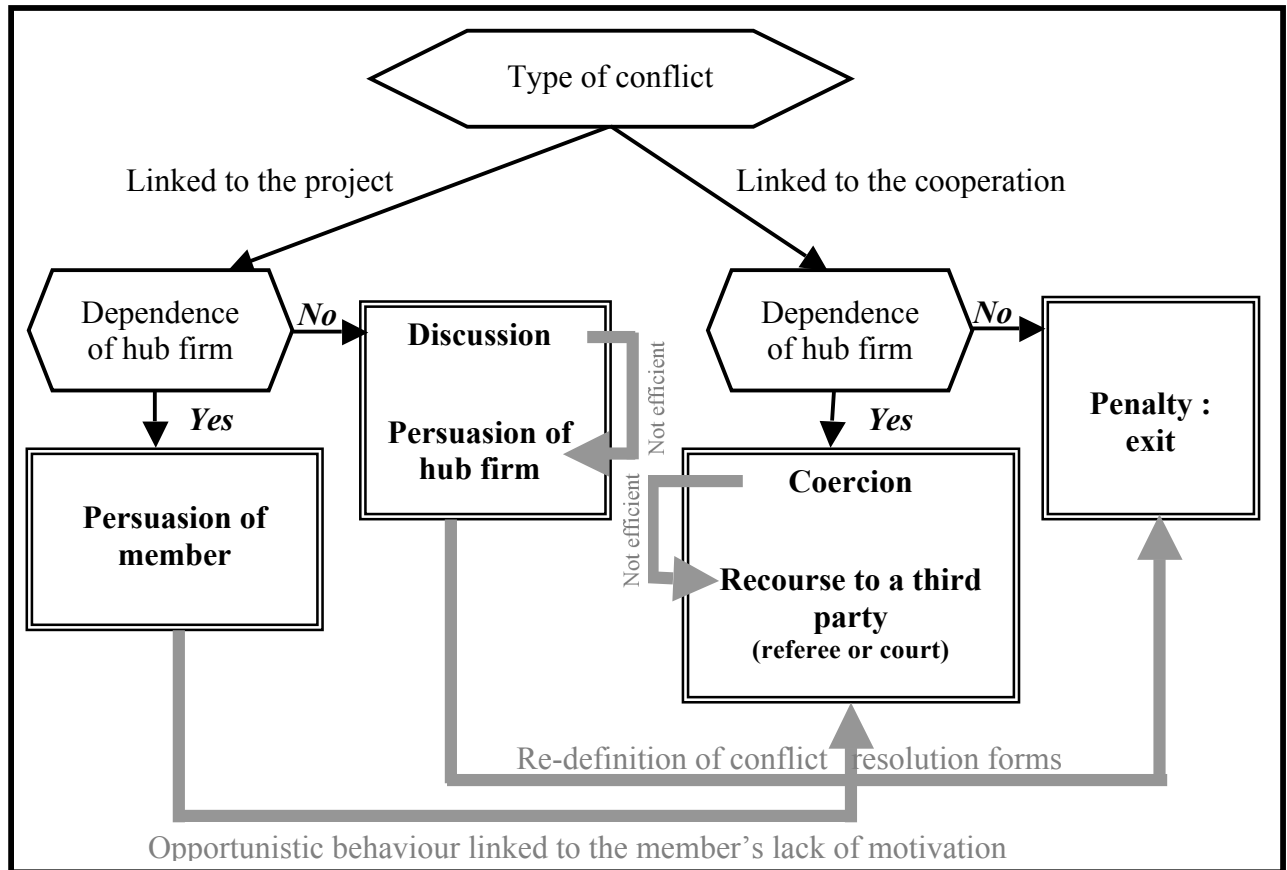 Type of conflict
Linked to the project
Linked to the cooperation
Dependence
of hub firm
No
Yes
Discussion
Persuasion of
hub firm
Not efficient
Dependence
of hub firm
No
Yes
Penalty :
exit
Persuasion of
member
Not efficient
Coercion
Recourse to a third
party
(referee or court)
Re-definition of conflict resolution forms
Opportunistic behaviour linked to the member’s lack of motivation